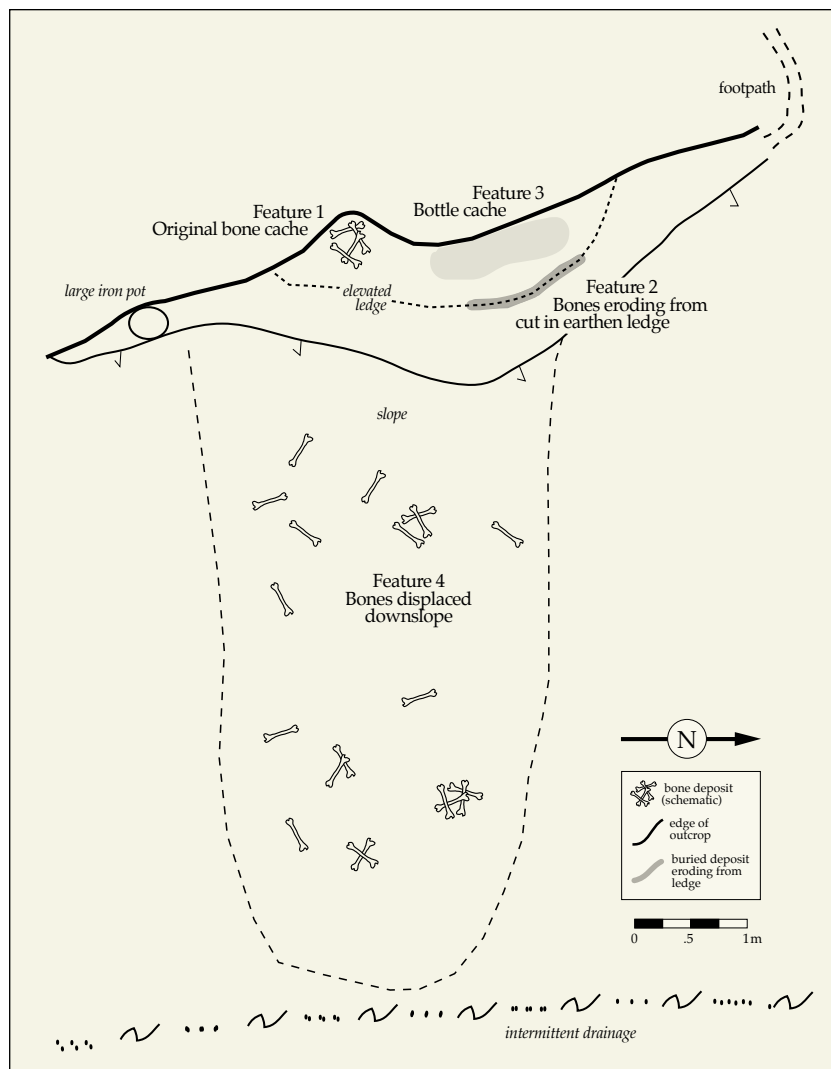 footpath
Feature 3
Bottle cache
Feature 1
Original bone cache
large iron pot
elevated
ledge
Feature 2
Bones eroding from
cut in earthen ledge
slope
Feature 4
Bones displaced
downslope
N
bone deposit
(schematic)
edge of
outcrop
buried deposit
eroding from
ledge
0 .5 1m
intermittent drainage